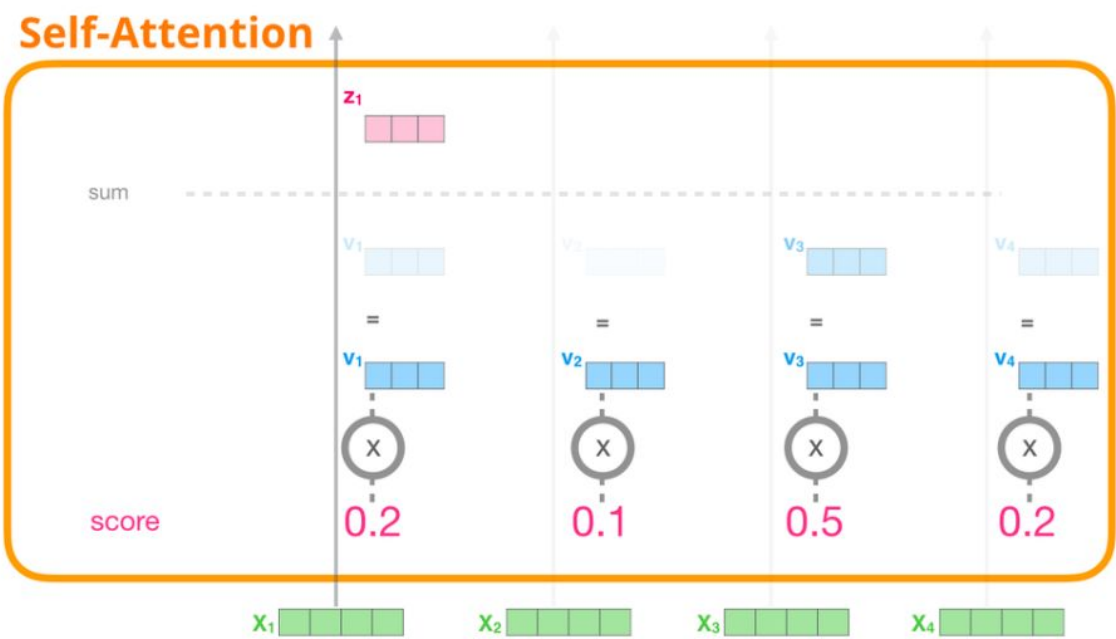 Self-Attention
z1
sum
v1 v2 v3 v4
= = = =
v1 v2 v3 v4
X X X X
score 0.2 0.1 0.5 0.2
X1 X2 X3 X4